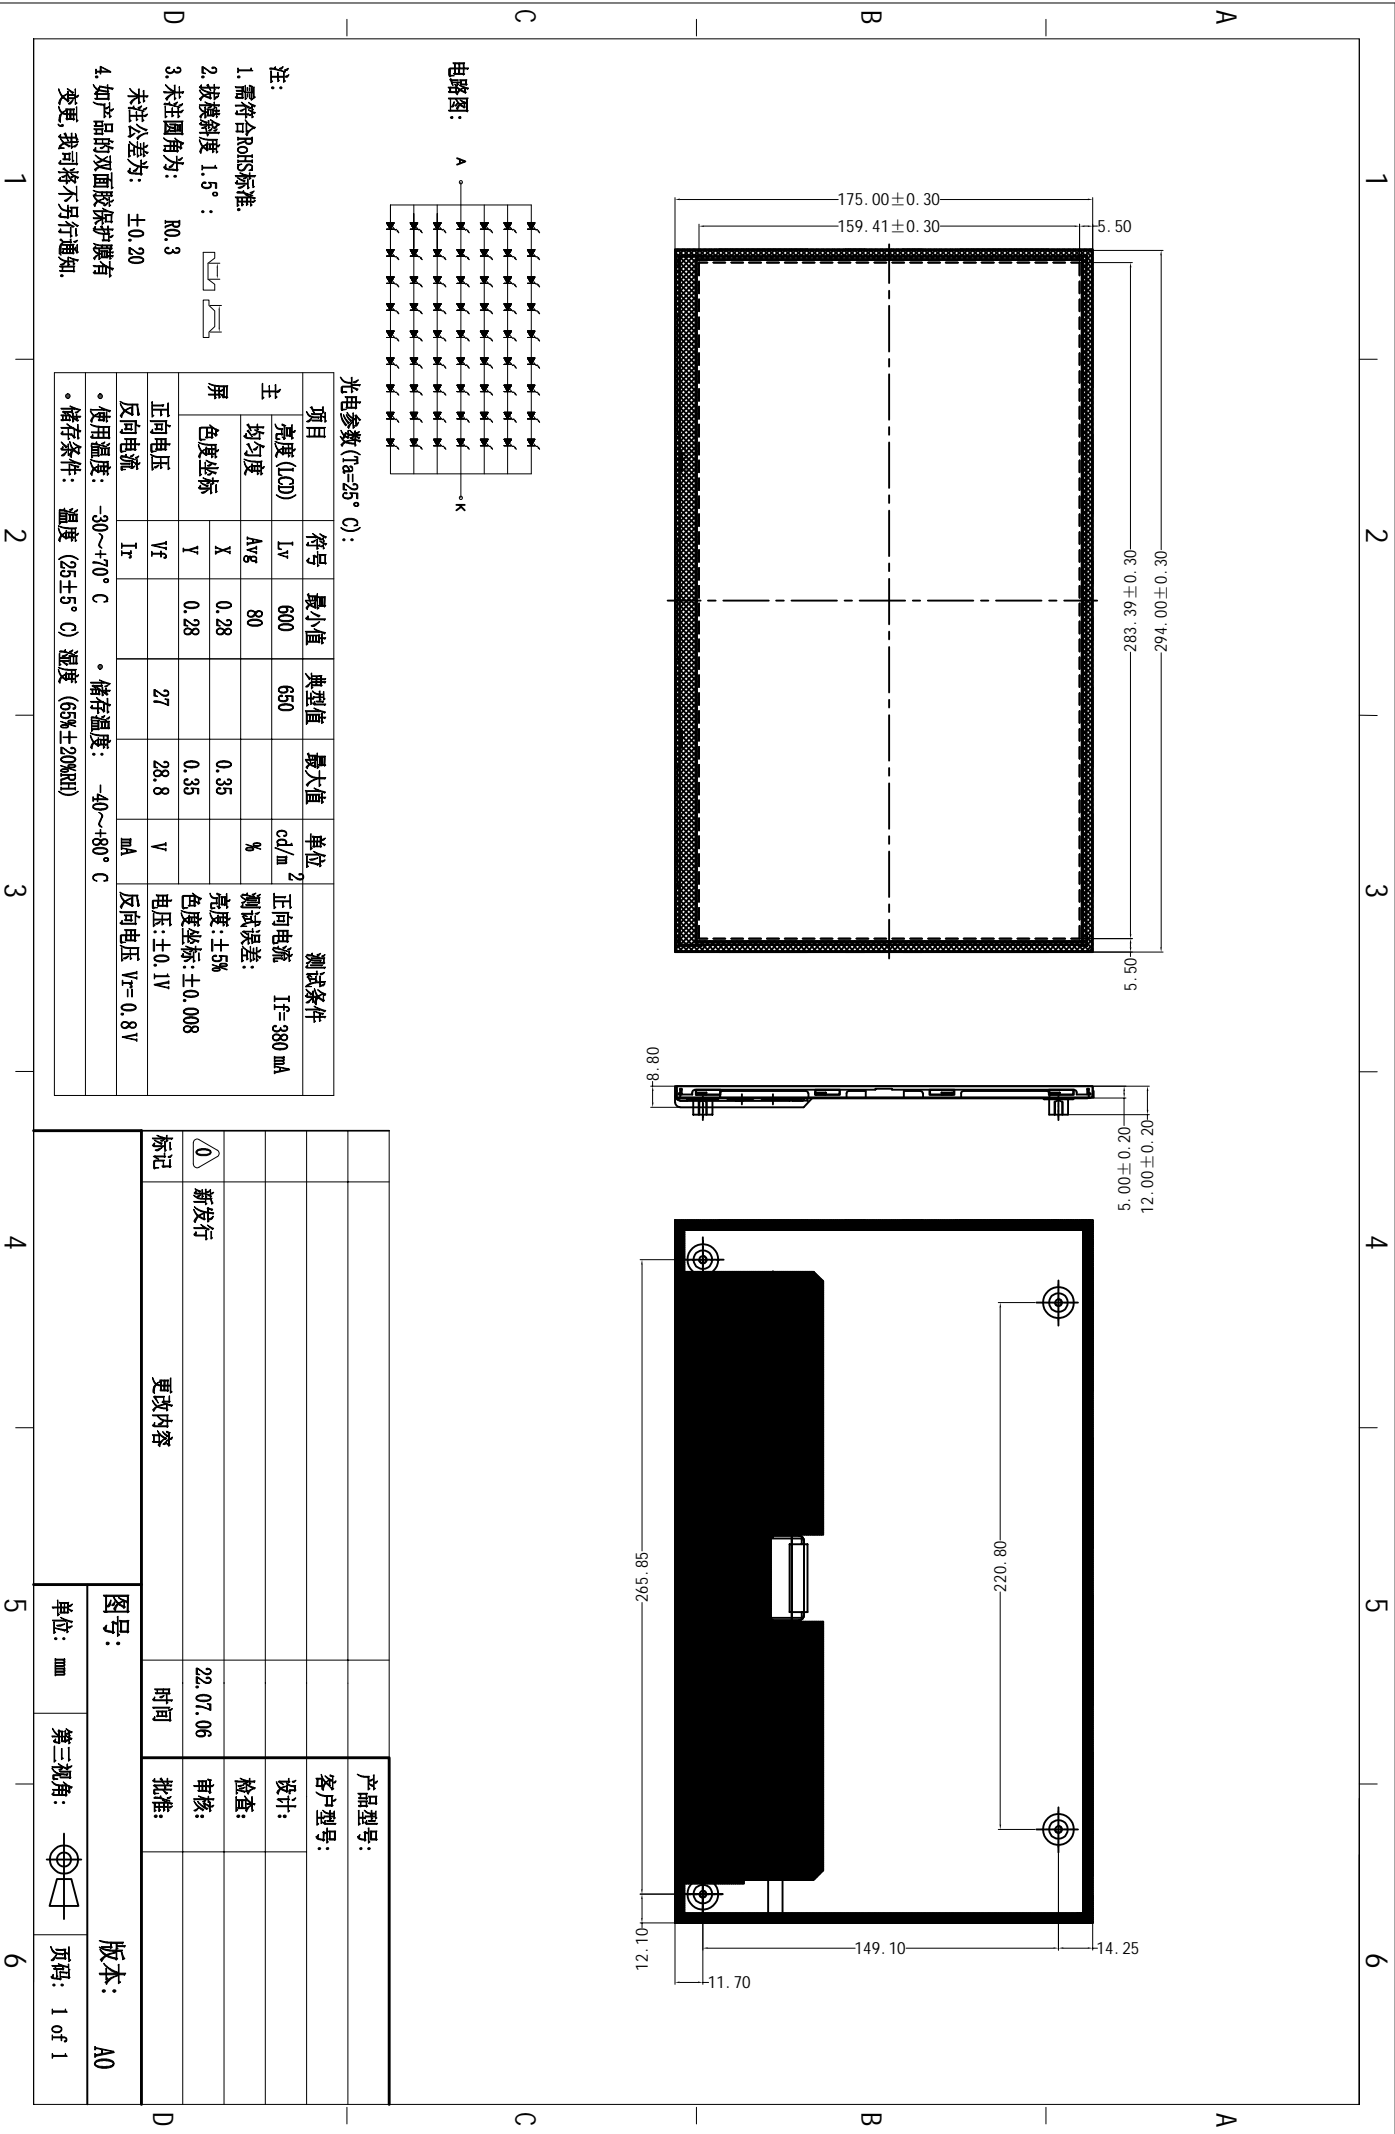 1
2
3
4
5
6
A
B
C
D
294.00±0.30
283.39±0.30
5.50
5.50
175.00±0.30
159.41±0.30
12.00±0.20
5.00±0.20
8.80
220.80
265.85
12.10
14.25
149.10
11.70
电路图:
A
K
注:
1.需符合RoHS标准.
2.拔模斜度 1.5° :
3.未注圆角为: R0.3
未注公差为: ±0.20
4.如产品的双面胶保护膜有
变更,我司将不另行通知.
光电参数(Ta=25° C):
项目 符号 最小值 典型值 最大值 单位 测试条件
主屏 亮度(LCD) Lv 600 650 cd/m2 正向电流 If=380 mA
均匀度 Avg 80 % 测试误差:
色度坐标 X 0.28 0.35 亮度:±5%
Y 0.28 0.35 色度坐标:±0.008
正向电压 Vf 27 28.8 V 电压:±0.1V
反向电流 Ir mA 反向电压 Vr=0.8V
•使用温度: -30~+70° C •储存温度: -40~+80° C
•储存条件: 温度 (25±5° C) 湿度 (65%±20%RH)
产品型号:
客户型号:
设计:
检查:
0 新发行 22.07.06 审核:
标记 更改内容 时间 批准:
图号: 版本: A0
单位: mm 第三视角: 页码: 1 of 1
1
2
3
4
5
6
A
B
C
D